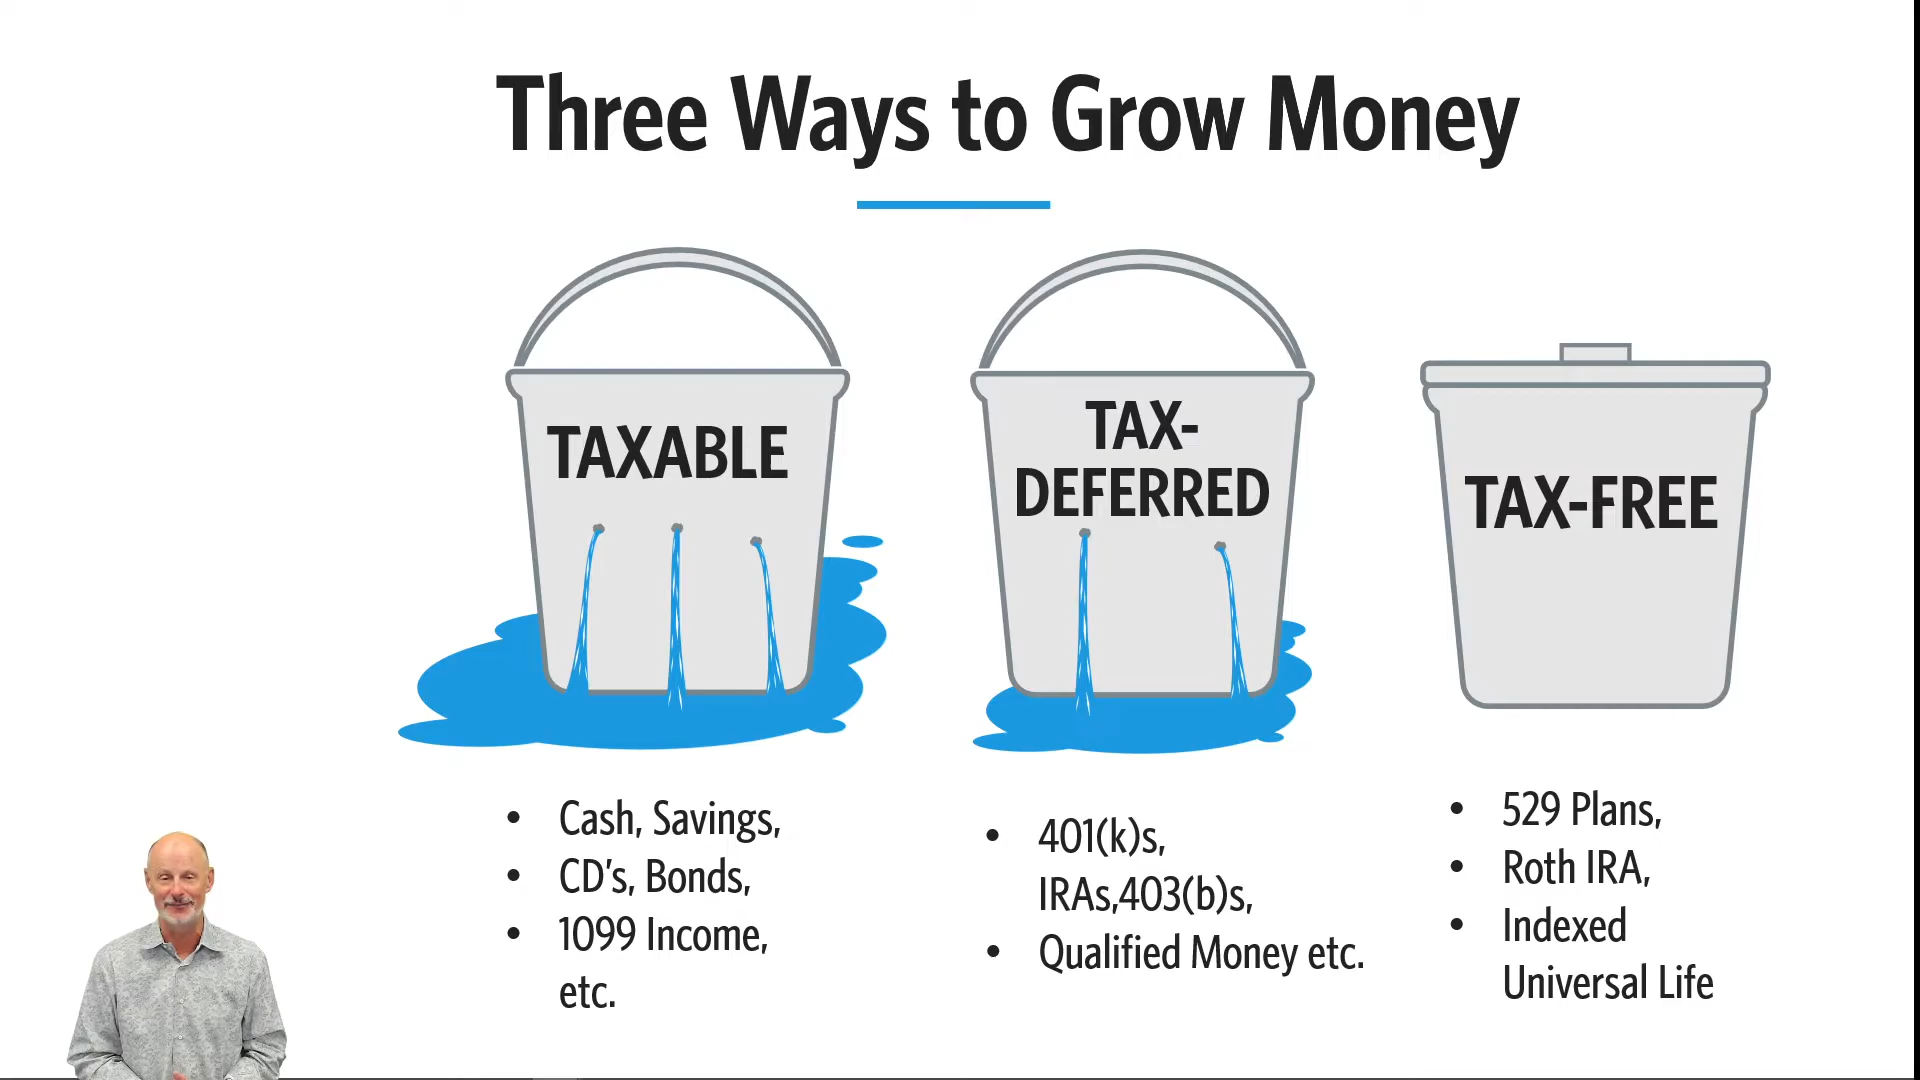 Three Ways to Grow Money
TAXABLE
TAX-
DEFERRED
TAX-FREE
• Cash, Savings,
• CD's, Bonds,
• 1099 Income,
etc.
• 401(k)s,
IRAs,403(b)s,
• Qualified Money etc.
• 529 Plans,
• Roth IRA,
• Indexed
Universal Life